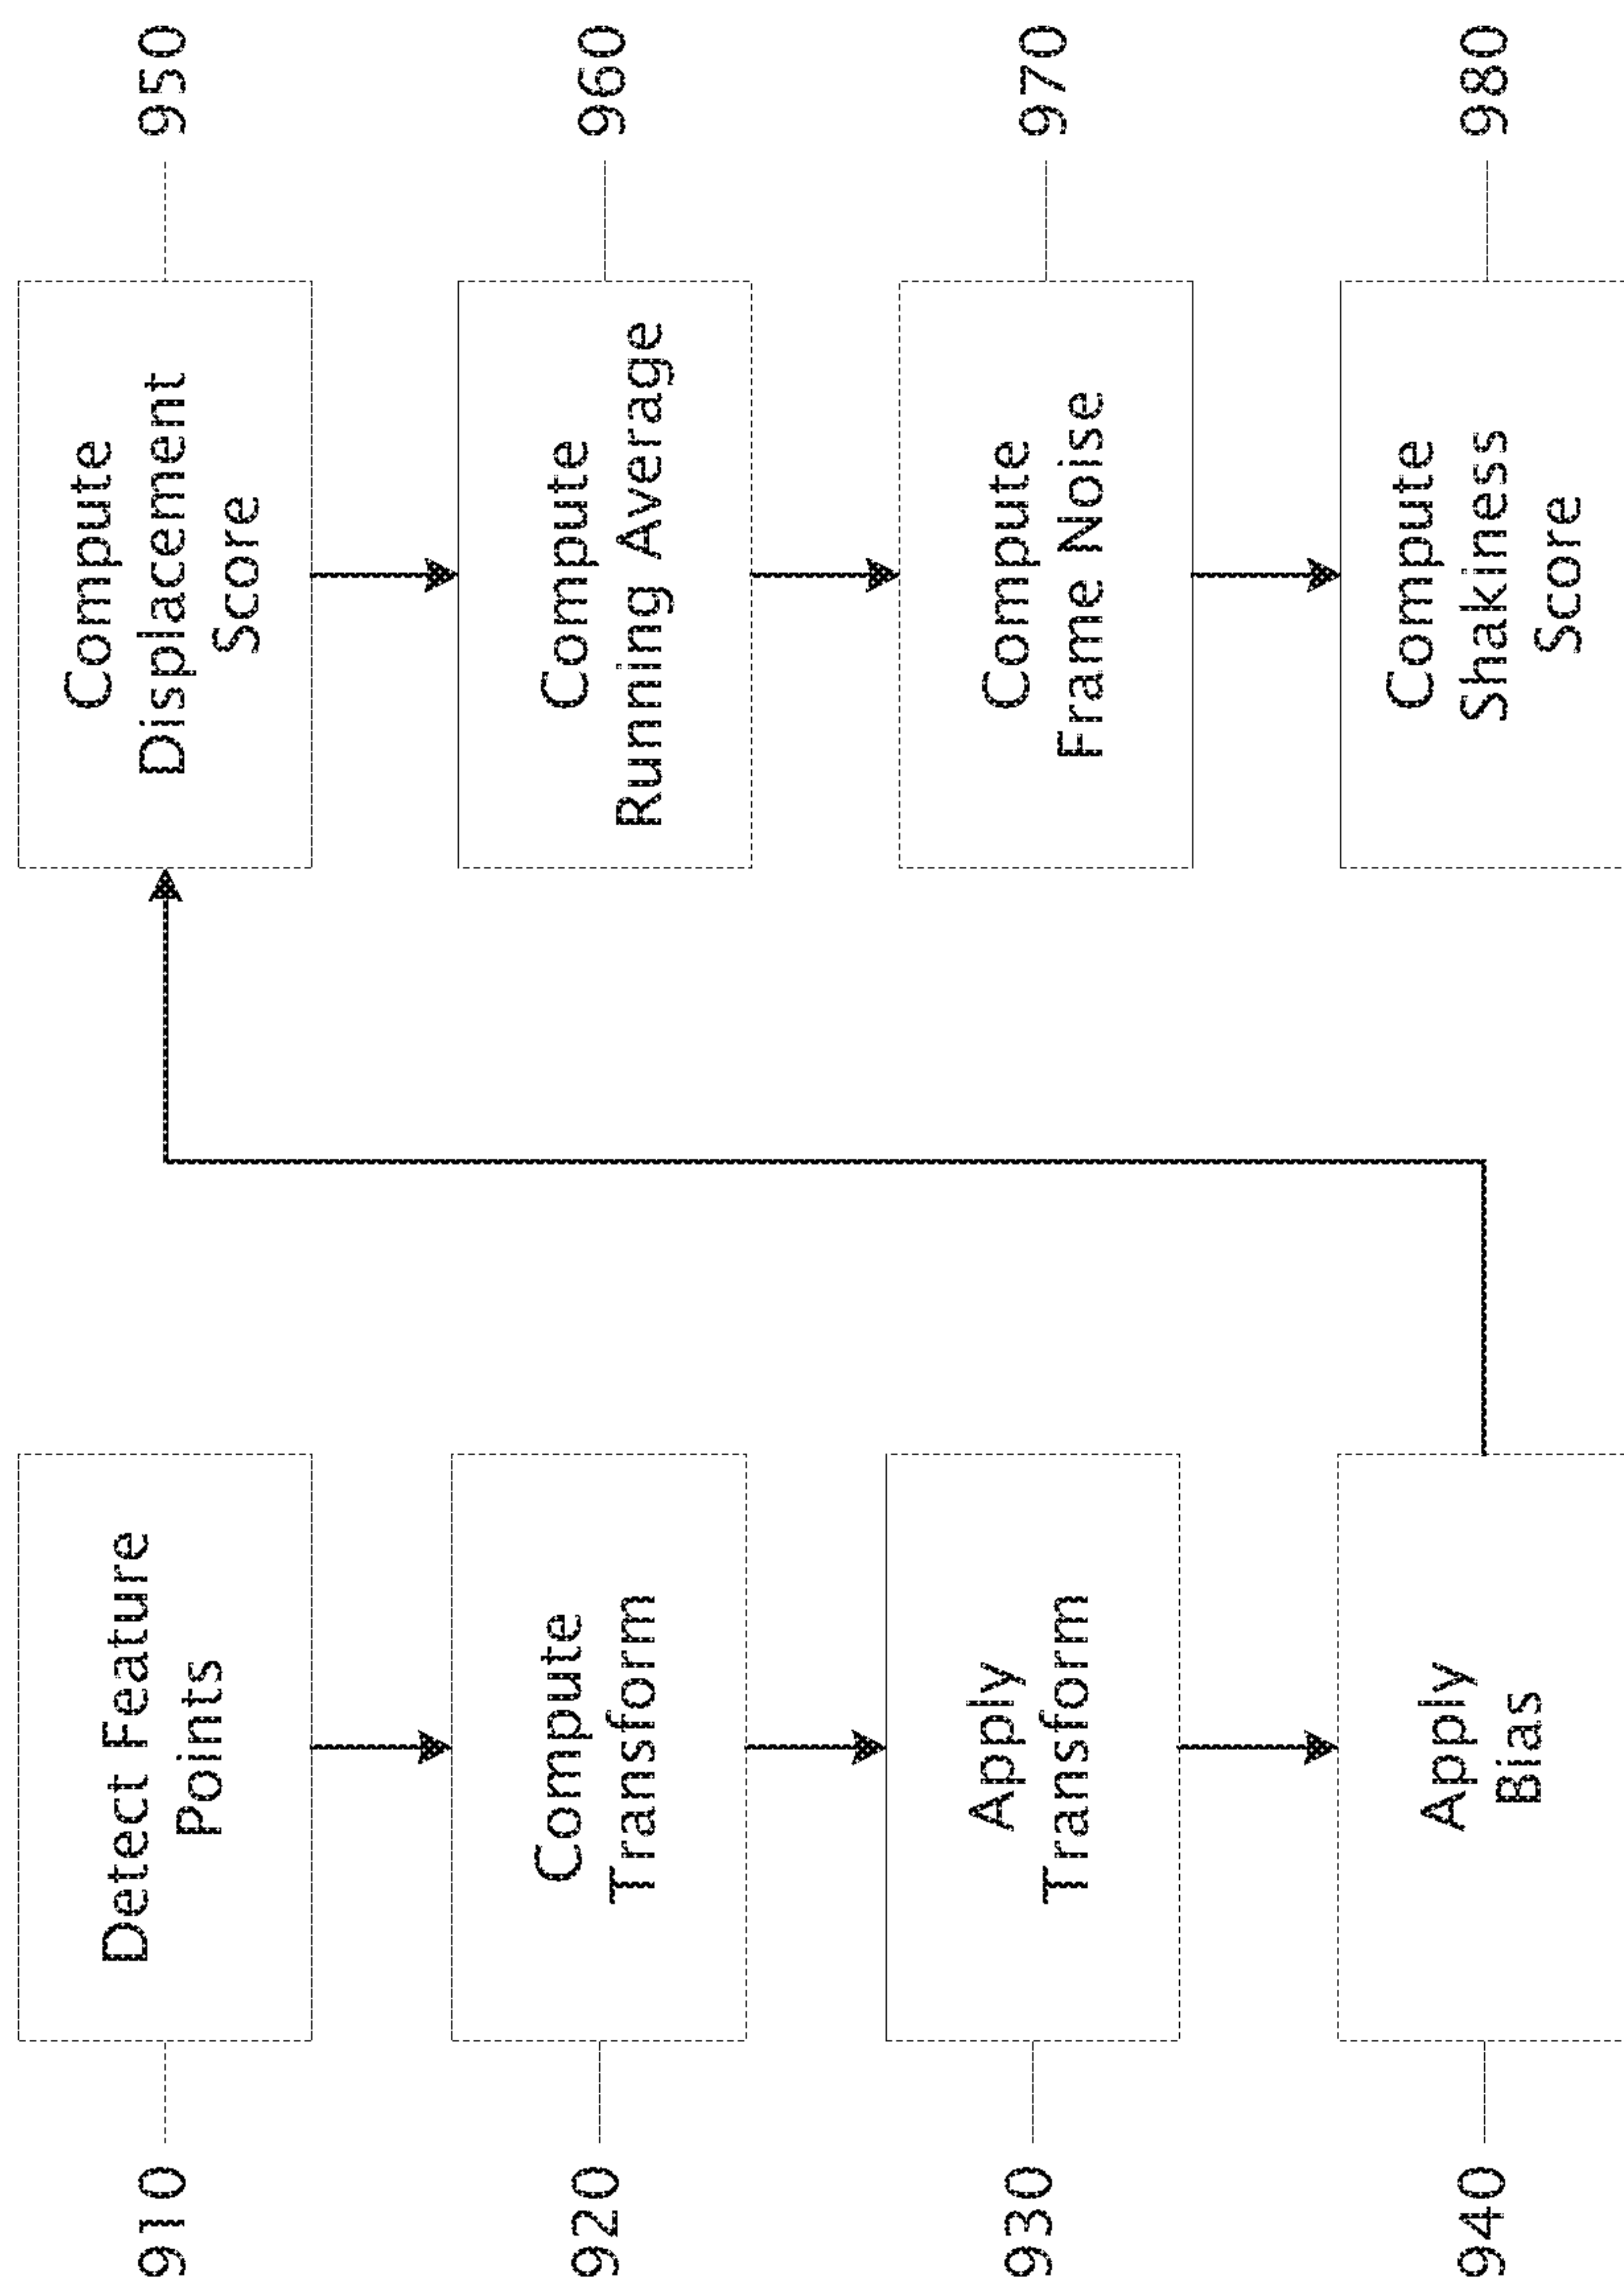 910
Detect Feature
Points
920
Compute
Transform
930
Apply
Transform
940
Apply
Bias
Compute
Displacement
Score
950
Compute
Running Average
960
Compute
Frame Noise
970
Compute
Shakiness
Score
980